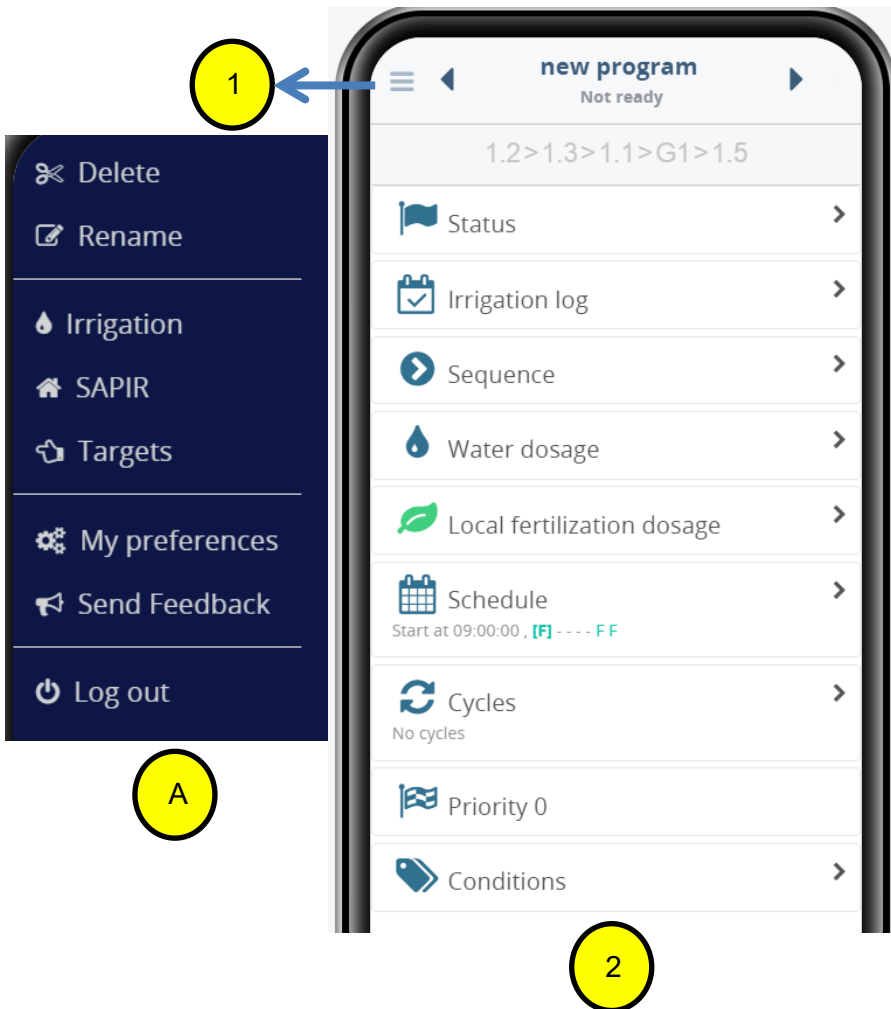 1
new program
Not ready
1.2>1.3>1.1>G1>1.5
Delete
Rename
Irrigation
SAPIR
Targets
My preferences
Send Feedback
Log out
A
Status
Irrigation log
Sequence
Water dosage
Local fertilization dosage
Schedule
Start at 09:00:00 , [F] - - - - F F
Cycles
No cycles
Priority 0
Conditions
2